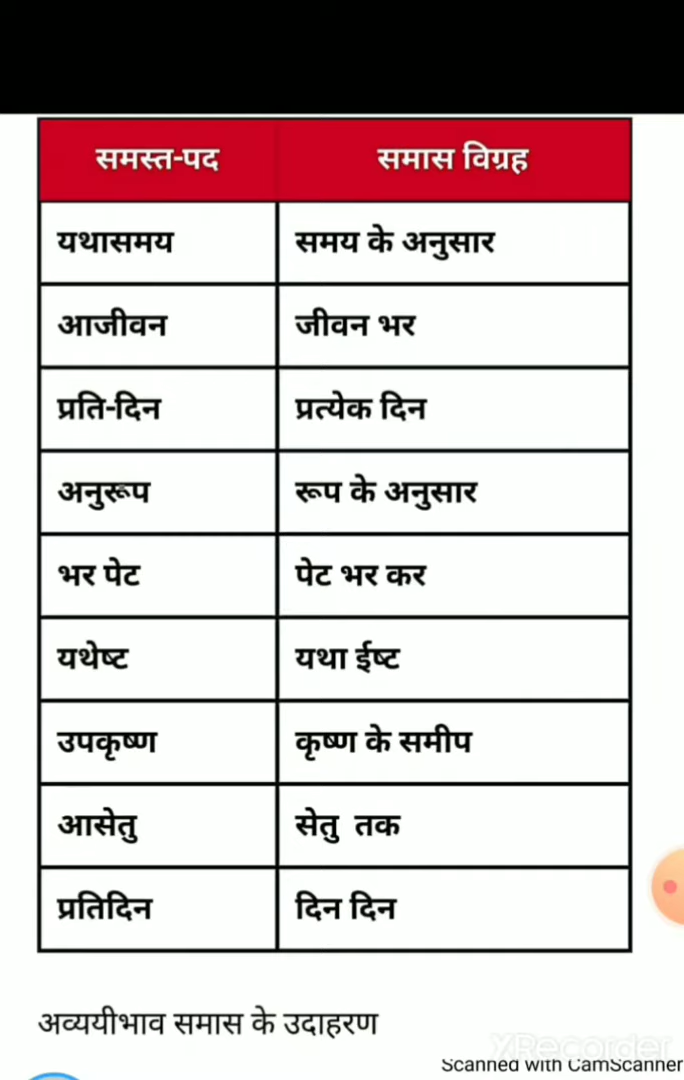 समस्त-पद समास विग्रह
यथासमय समय के अनुसार
आजीवन जीवन भर
प्रति-दिन प्रत्येक दिन
अनुरूप रूप के अनुसार
भर पेट पेट भर कर
यथेष्ट यथा ईष्ट
उपकृष्ण कृष्ण के समीप
आसेतु सेतु तक
प्रतिदिन दिन दिन
अव्ययीभाव समास के उदाहरण
XRecorder
Scanned with CamScanner